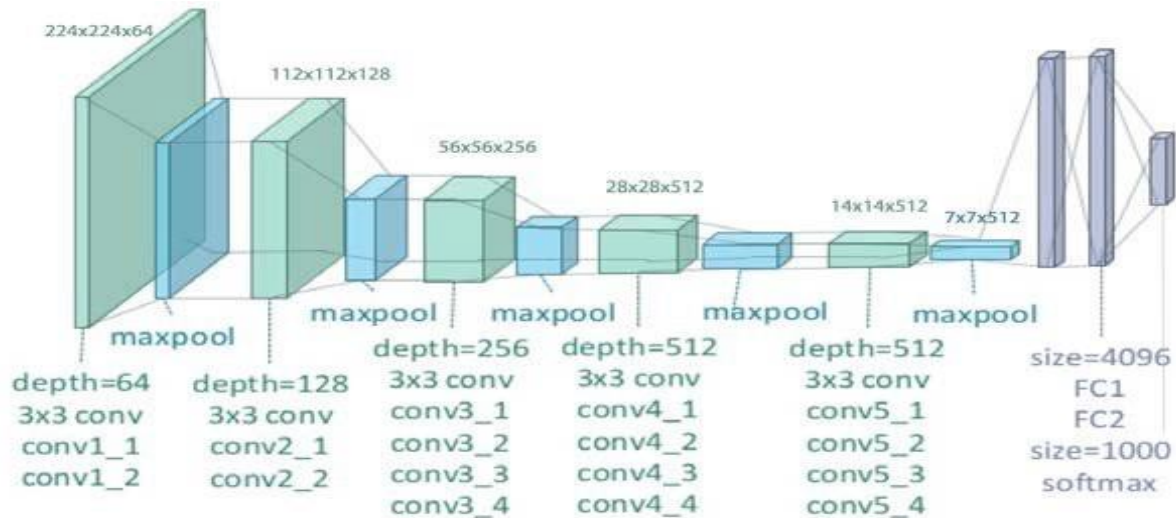 224x224x64
112x112x128
56x56x256
28x28x512
14x14x512
7x7x512
maxpool
maxpool
maxpool
maxpool
maxpool
depth=64
3x3 conv
conv1_1
conv1_2
depth=128
3x3 conv
conv2_1
conv2_2
depth=256
3x3 conv
conv3_1
conv3_2
conv3_3
conv3_4
depth=512
3x3 conv
conv4_1
conv4_2
conv4_3
conv4_4
depth=512
3x3 conv
conv5_1
conv5_2
conv5_3
conv5_4
size=4096
FC1
FC2
size=1000
softmax